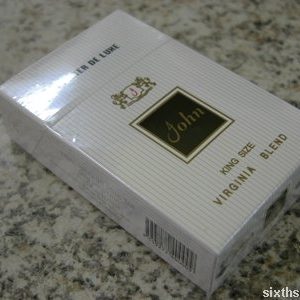 ER DE LUXE
J
John
KING SIZE
VIRGINIA BLEND
sixths